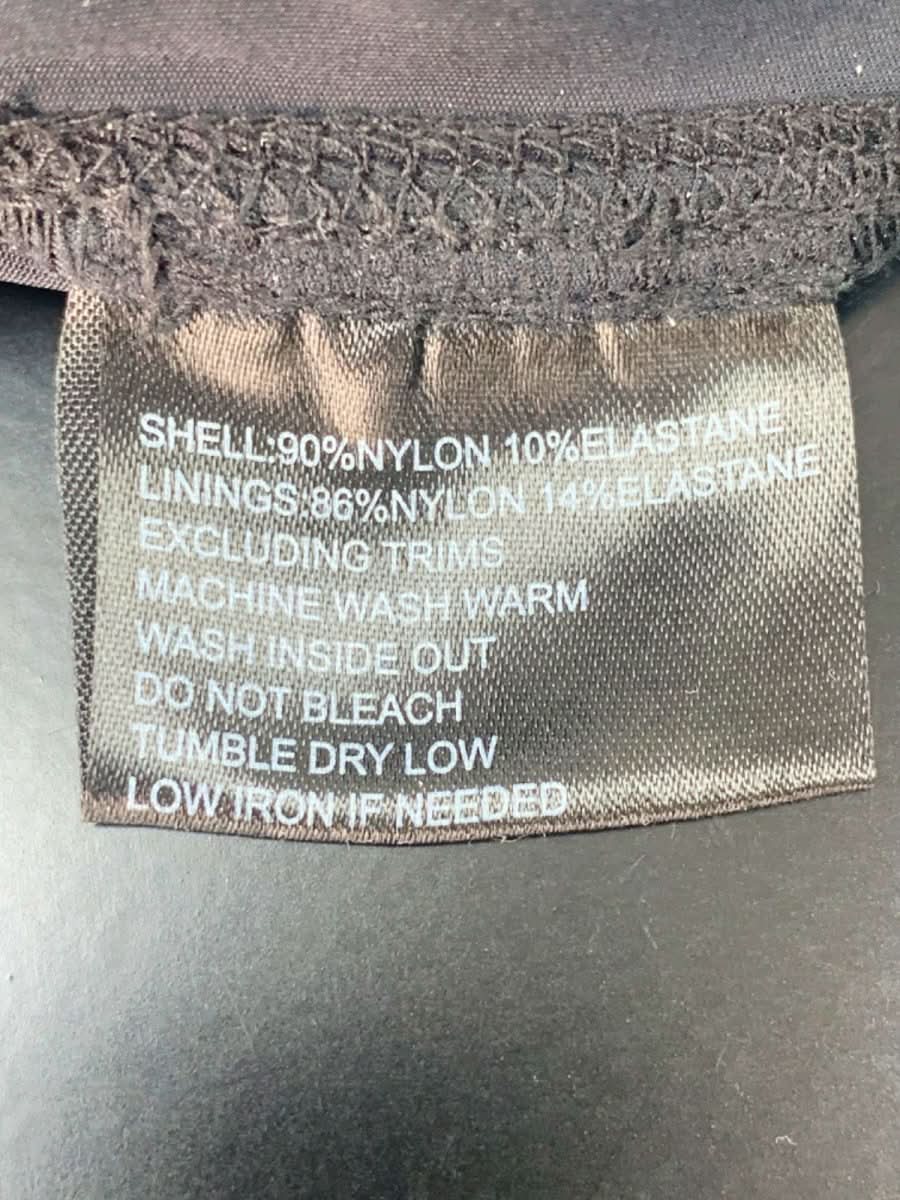 SHELL:90%NYLON 10%ELASTANE
LININGS:86%NYLON 14%ELASTANE
EXCLUDING TRIMS
MACHINE WASH WARM
WASH INSIDE OUT
DO NOT BLEACH
TUMBLE DRY LOW
LOW IRON IF NEEDED